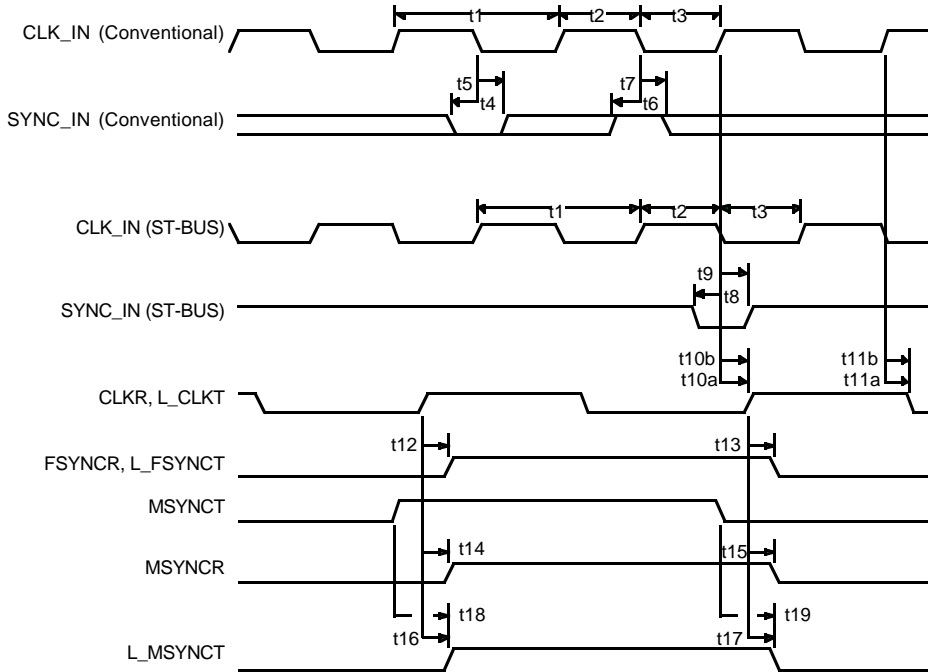 t1 t2 t3
CLK_IN (Conventional)
t5 t7
t4 t6
SYNC_IN (Conventional)
t1 t2 t3
CLK_IN (ST-BUS)
t9
t8
SYNC_IN (ST-BUS)
t10b t11b
t10a t11a
CLKR, L_CLKT
t12 t13
FSYNCR, L_FSYNCT
MSYNCT
t14 t15
MSYNCR
t18 t19
t16 t17
L_MSYNCT